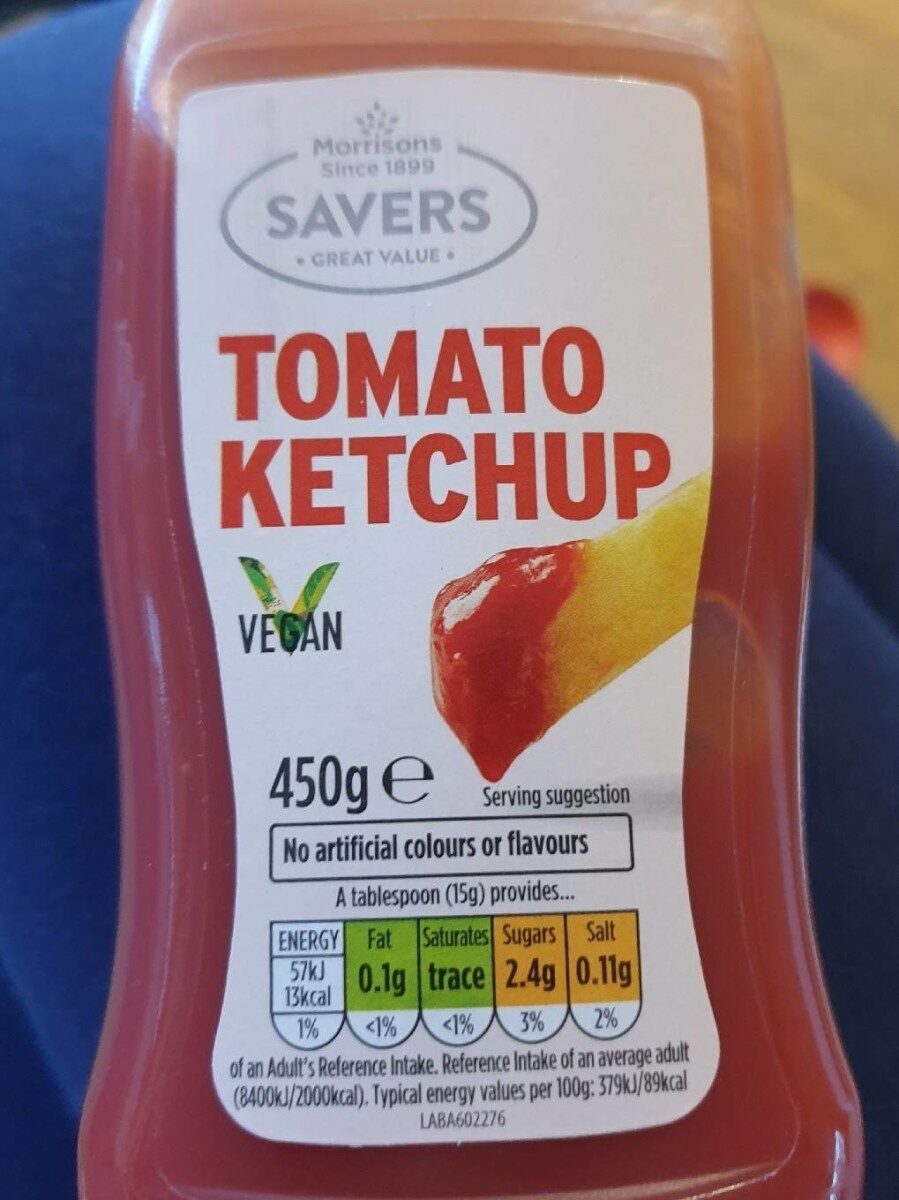 Morrisons
Since 1899
SAVERS
• GREAT VALUE •
TOMATO
KETCHUP
VEGAN
450g e
Serving suggestion
No artificial colours or flavours
A tablespoon (15g) provides...
ENERGY Fat Saturates Sugars Salt
57kJ
13kcal 0.1g trace 2.4g 0.11g
1% <1% <1% 3% 2%
of an Adult's Reference Intake. Reference Intake of an average adult
(8400kJ/2000kcal). Typical energy values per 100g: 379kJ/89kcal
LABA602276